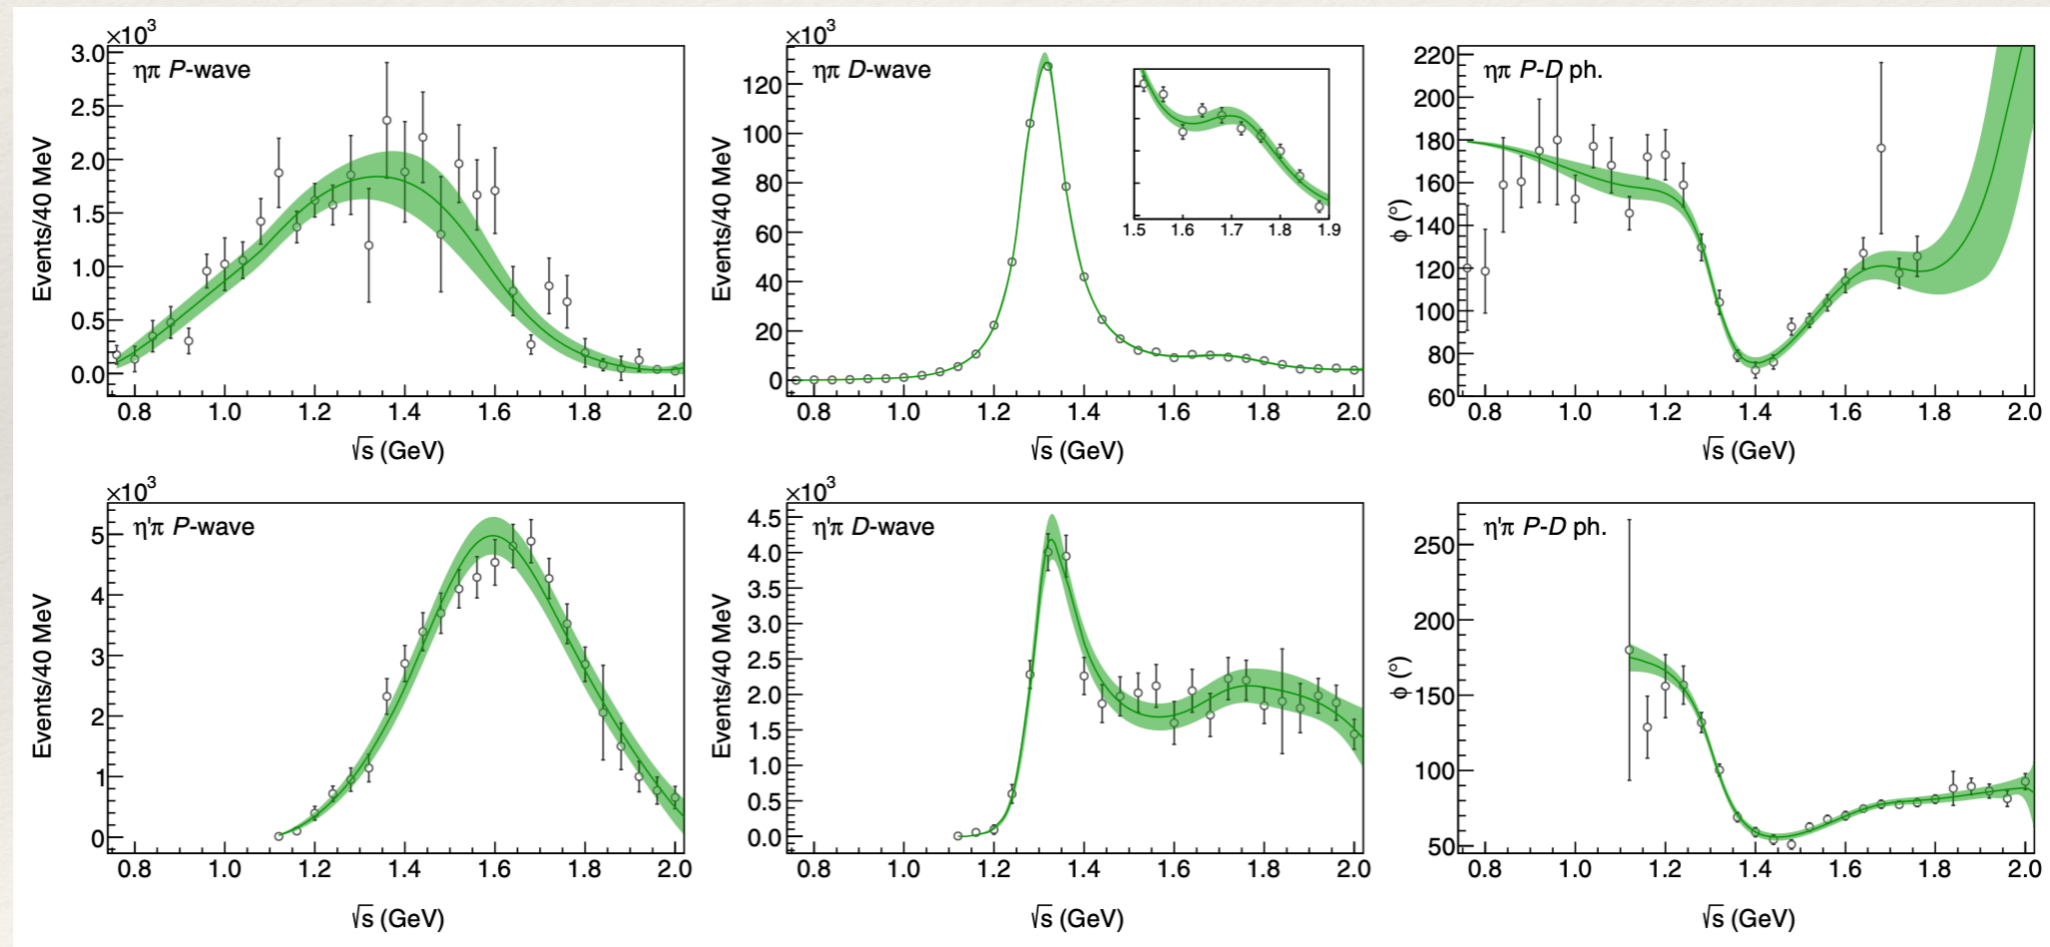 ×10³
ηπ P-wave
Events/40 MeV
3.0
2.5
2.0
1.5
1.0
0.5
0.0
0.8 1.0 1.2 1.4 1.6 1.8 2.0
√s (GeV)
×10³
ηπ D-wave
Events/40 MeV
120
100
80
60
40
20
0
0.8 1.0 1.2 1.4 1.6 1.8 2.0
√s (GeV)
1.5 1.6 1.7 1.8 1.9
ηπ P-D ph.
ϕ (°)
220
200
180
160
140
120
100
80
60
0.8 1.0 1.2 1.4 1.6 1.8 2.0
√s (GeV)
×10³
η'π P-wave
Events/40 MeV
5
4
3
2
1
0
0.8 1.0 1.2 1.4 1.6 1.8 2.0
√s (GeV)
×10³
η'π D-wave
Events/40 MeV
4.5
4.0
3.5
3.0
2.5
2.0
1.5
1.0
0.5
0.0
0.8 1.0 1.2 1.4 1.6 1.8 2.0
√s (GeV)
η'π P-D ph.
ϕ (°)
250
200
150
100
50
0.8 1.0 1.2 1.4 1.6 1.8 2.0
√s (GeV)